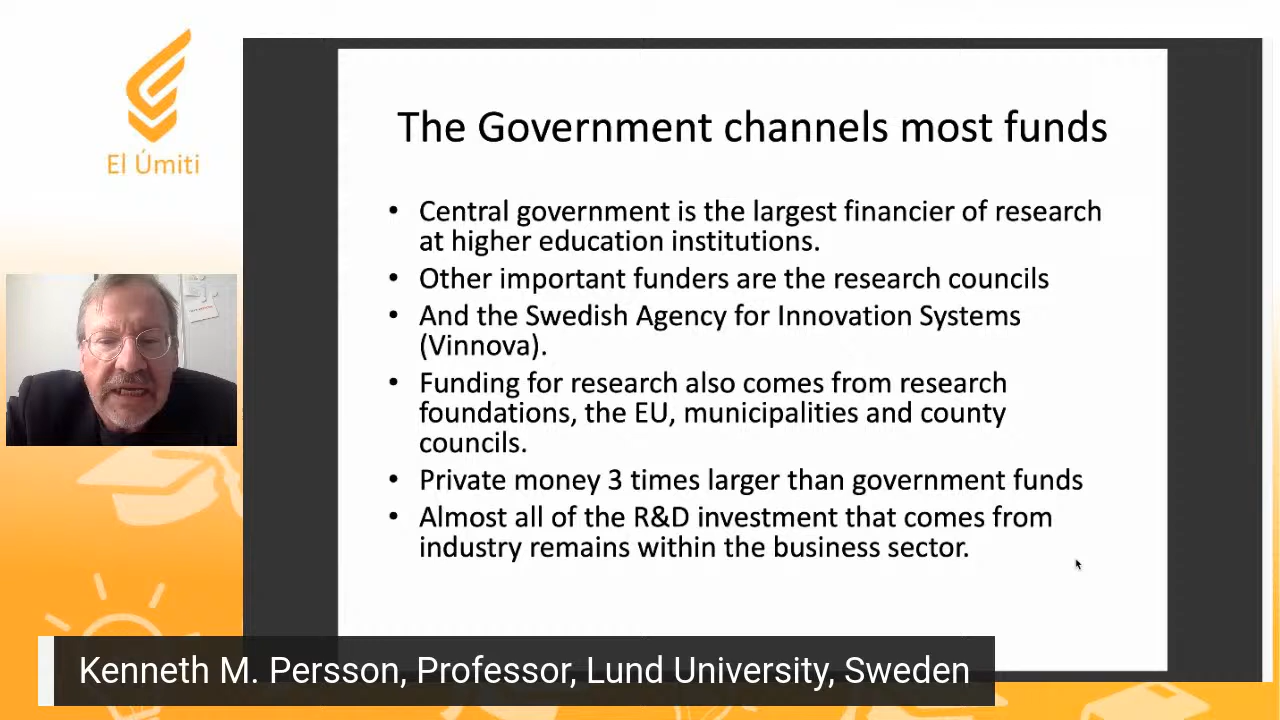 El Úmiti
The Government channels most funds
• Central government is the largest financier of research
at higher education institutions.
• Other important funders are the research councils
• And the Swedish Agency for Innovation Systems
(Vinnova).
• Funding for research also comes from research
foundations, the EU, municipalities and county
councils.
• Private money 3 times larger than government funds
• Almost all of the R&D investment that comes from
industry remains within the business sector.
Kenneth M. Persson, Professor, Lund University, Sweden